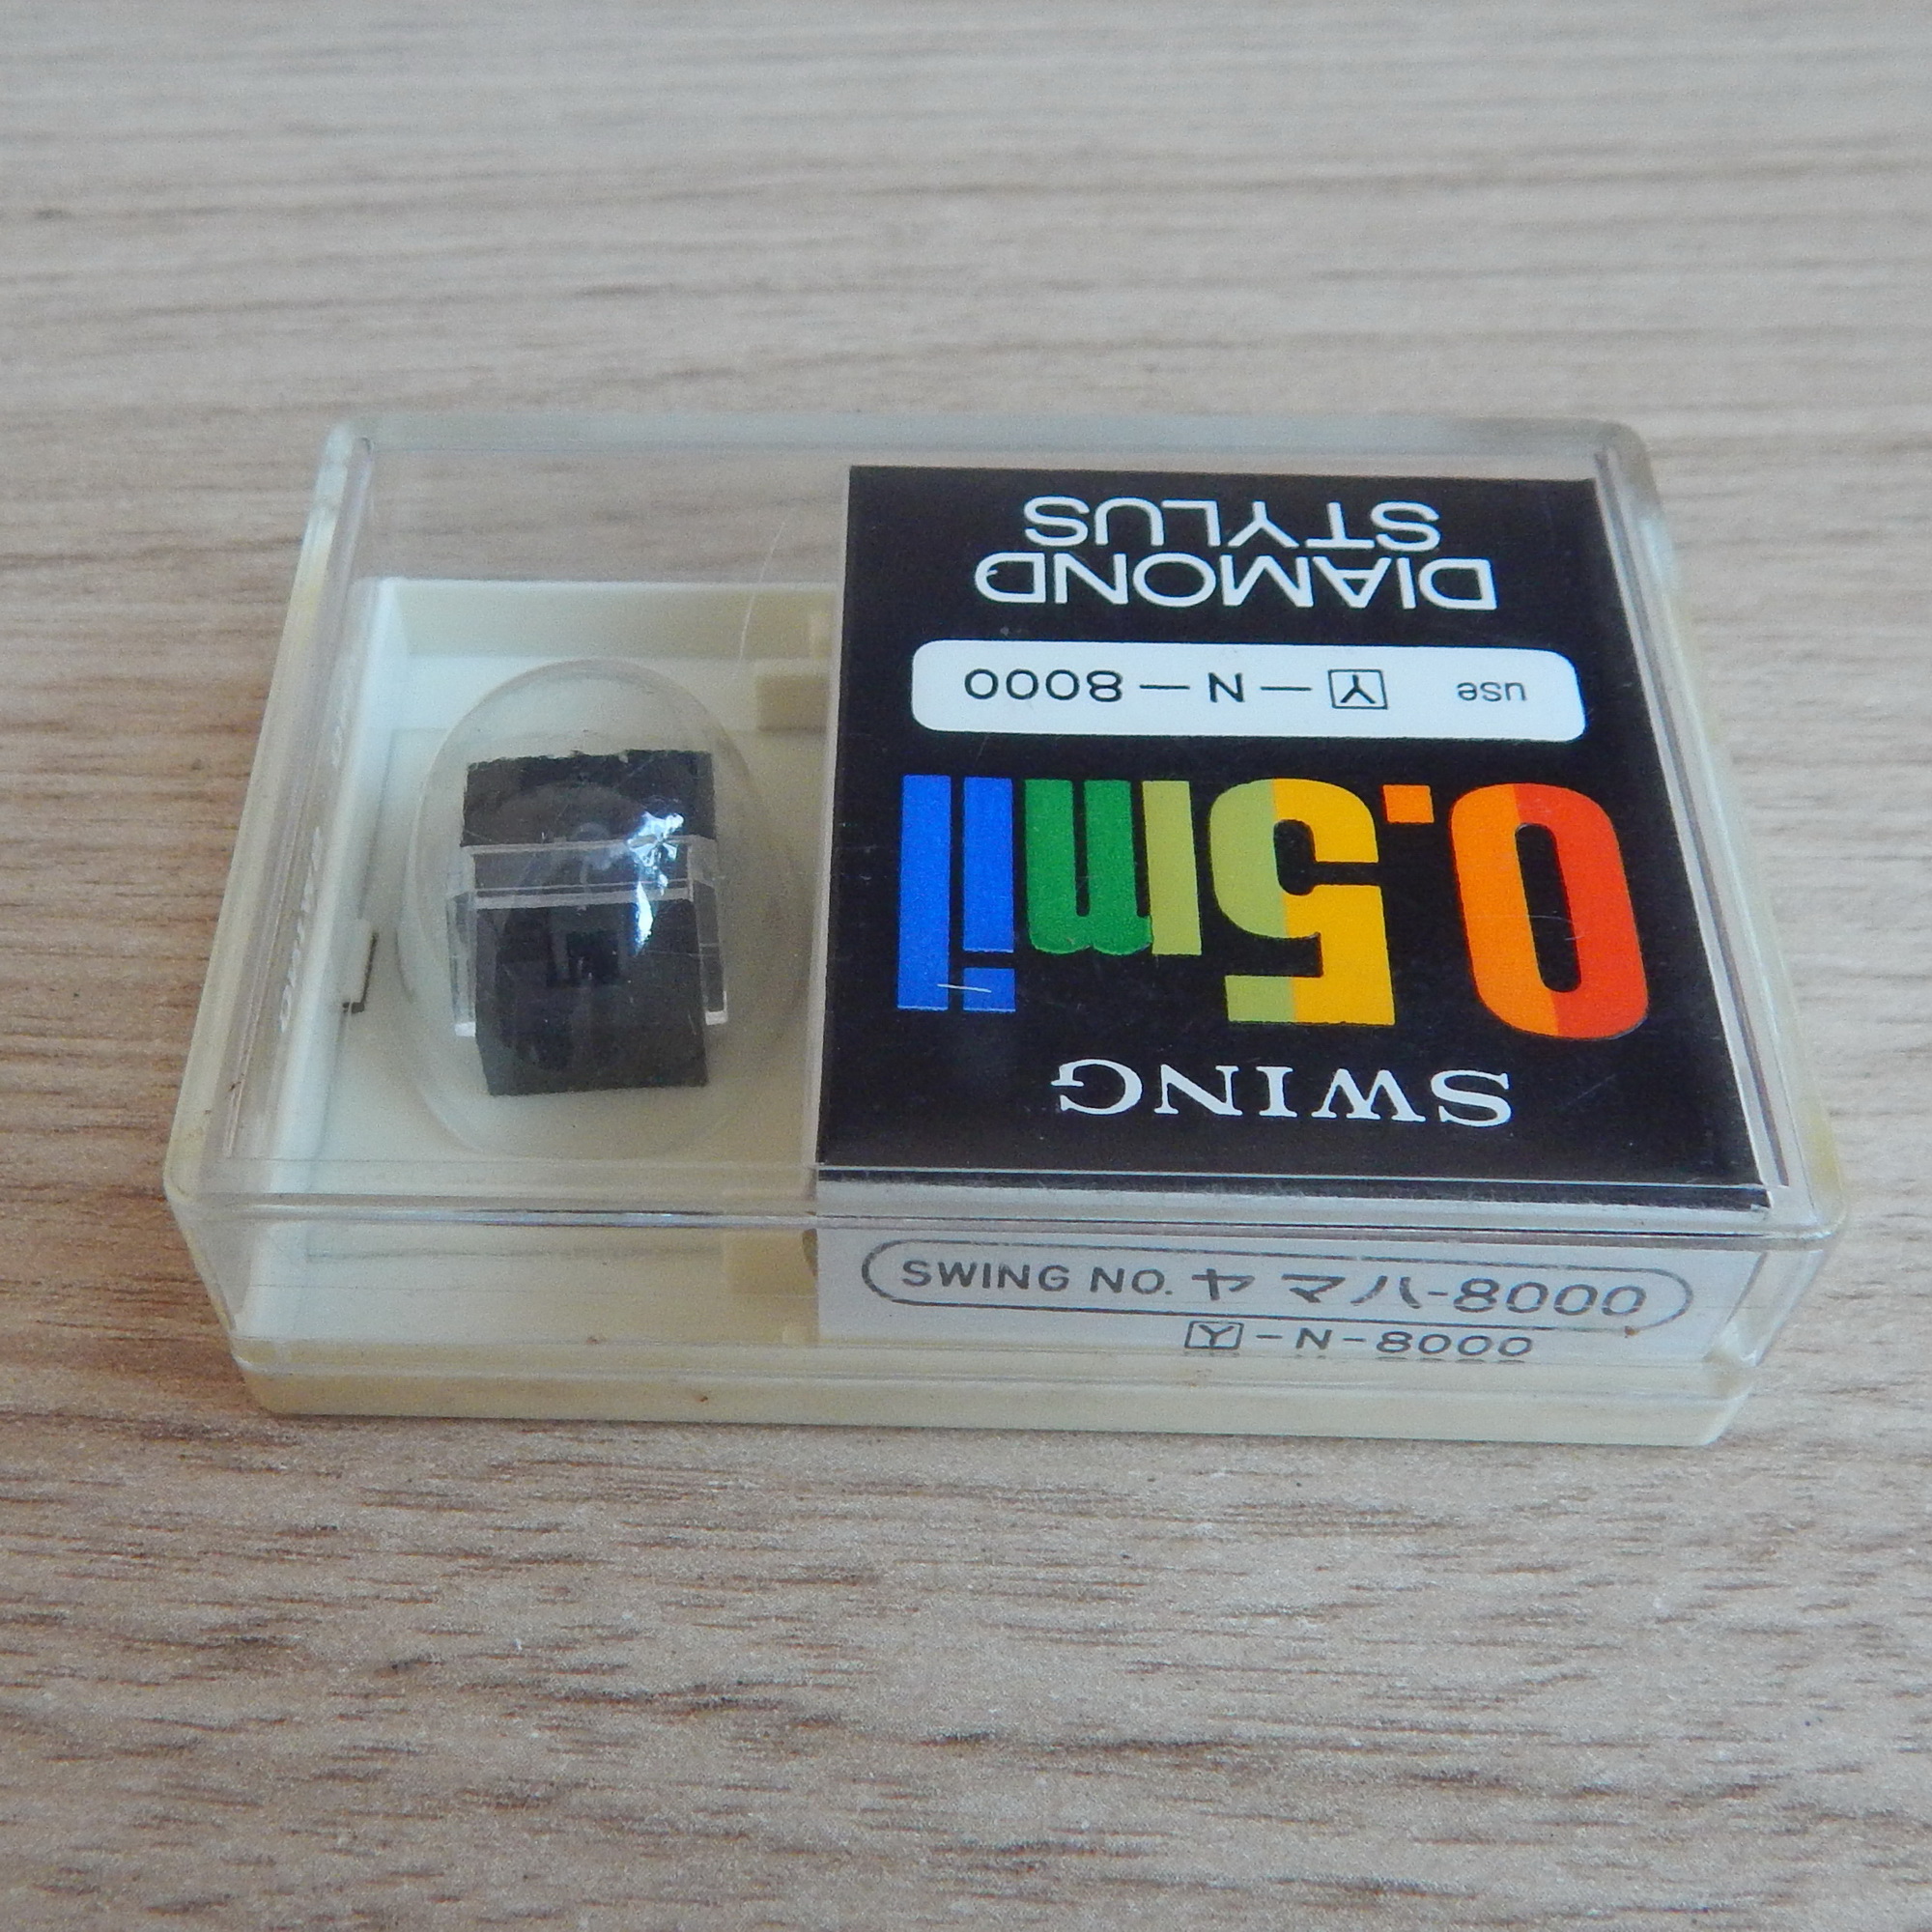 SWING
0.5mil
use Y-N-8000
DIAMOND
STYLUS
SWING NO. ヤマハ-8000
Y-N-8000